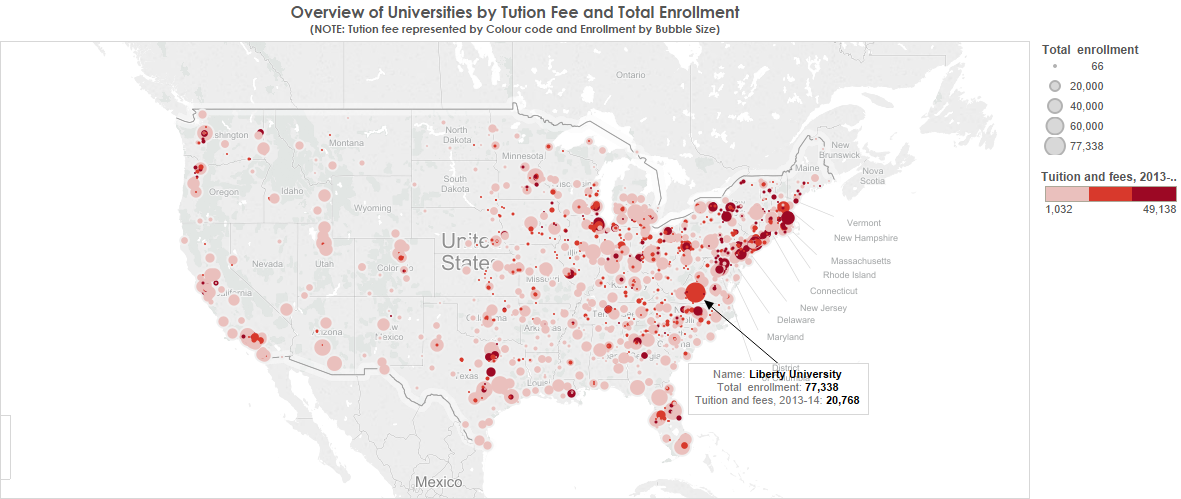 Overview of Universities by Tution Fee and Total Enrollment
(NOTE: Tution fee represented by Colour code and Enrollment by Bubble Size)
Total enrollment
66
20,000
40,000
60,000
77,338
Tuition and fees, 2013-..
1,032
49,138
Ontario
New
Brunswick
Nova
Scotia
Maine
Montana
North
Dakota
Minnesota
South
Dakota
Oregon
Idaho
Wyoming
Nevada
Utah
Vermont
New Hampshire
Massachusetts
Rhode Island
Connecticut
New Jersey
Delaware
Maryland
District
Mexico
Name: Liberty University
Total enrollment: 77,338
Tuition and fees, 2013-14: 20,768